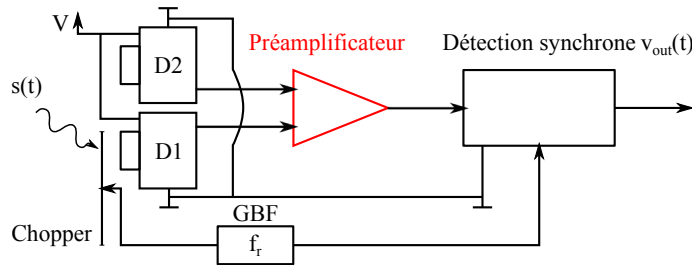 V
D2
Préamplificateur
Détection synchrone v_out(t)
s(t)
D1
GBF
Chopper
f_r